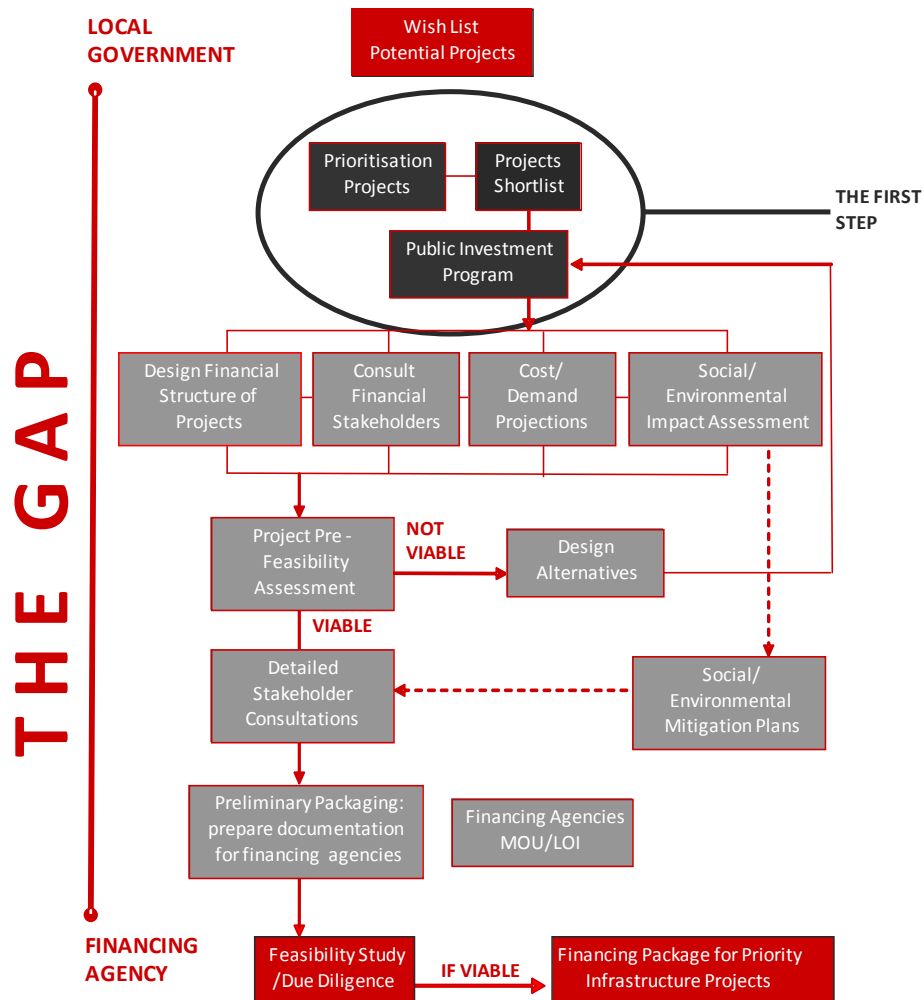 LOCAL
GOVERNMENT
Wish List
Potential Projects
Prioritisation
Projects
Projects
Shortlist
THE FIRST
STEP
Public Investment
Program
THE GAP
Design Financial
Structure of
Projects
Consult
Financial
Stakeholders
Cost/
Demand
Projections
Social/
Environmental
Impact Assessment
Project Pre -
Feasibility
Assessment
NOT
VIABLE
Design
Alternatives
VIABLE
Detailed
Stakeholder
Consultations
Social/
Environmental
Mitigation Plans
Preliminary Packaging:
prepare documentation
for financing agencies
Financing Agencies
MOU/LOI
FINANCING
AGENCY
Feasibility Study
/Due Diligence
IF VIABLE
Financing Package for Priority
Infrastructure Projects